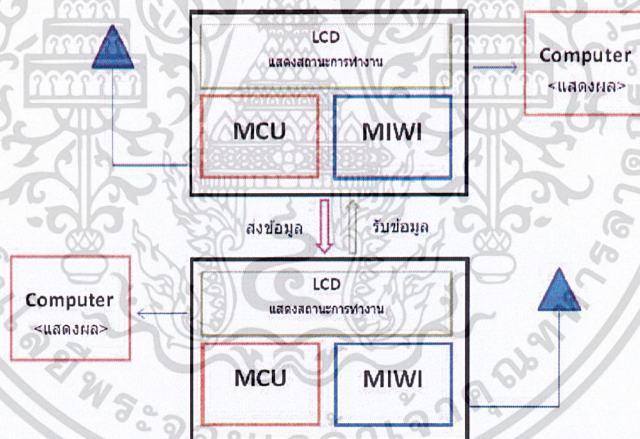 LCD
แสดงสถานะการทำงาน
MCU
MIWI
Computer
<แสดงผล>
ส่งข้อมูล
รับข้อมูล
LCD
แสดงสถานะการทำงาน
MCU
MIWI
Computer
<แสดงผล>